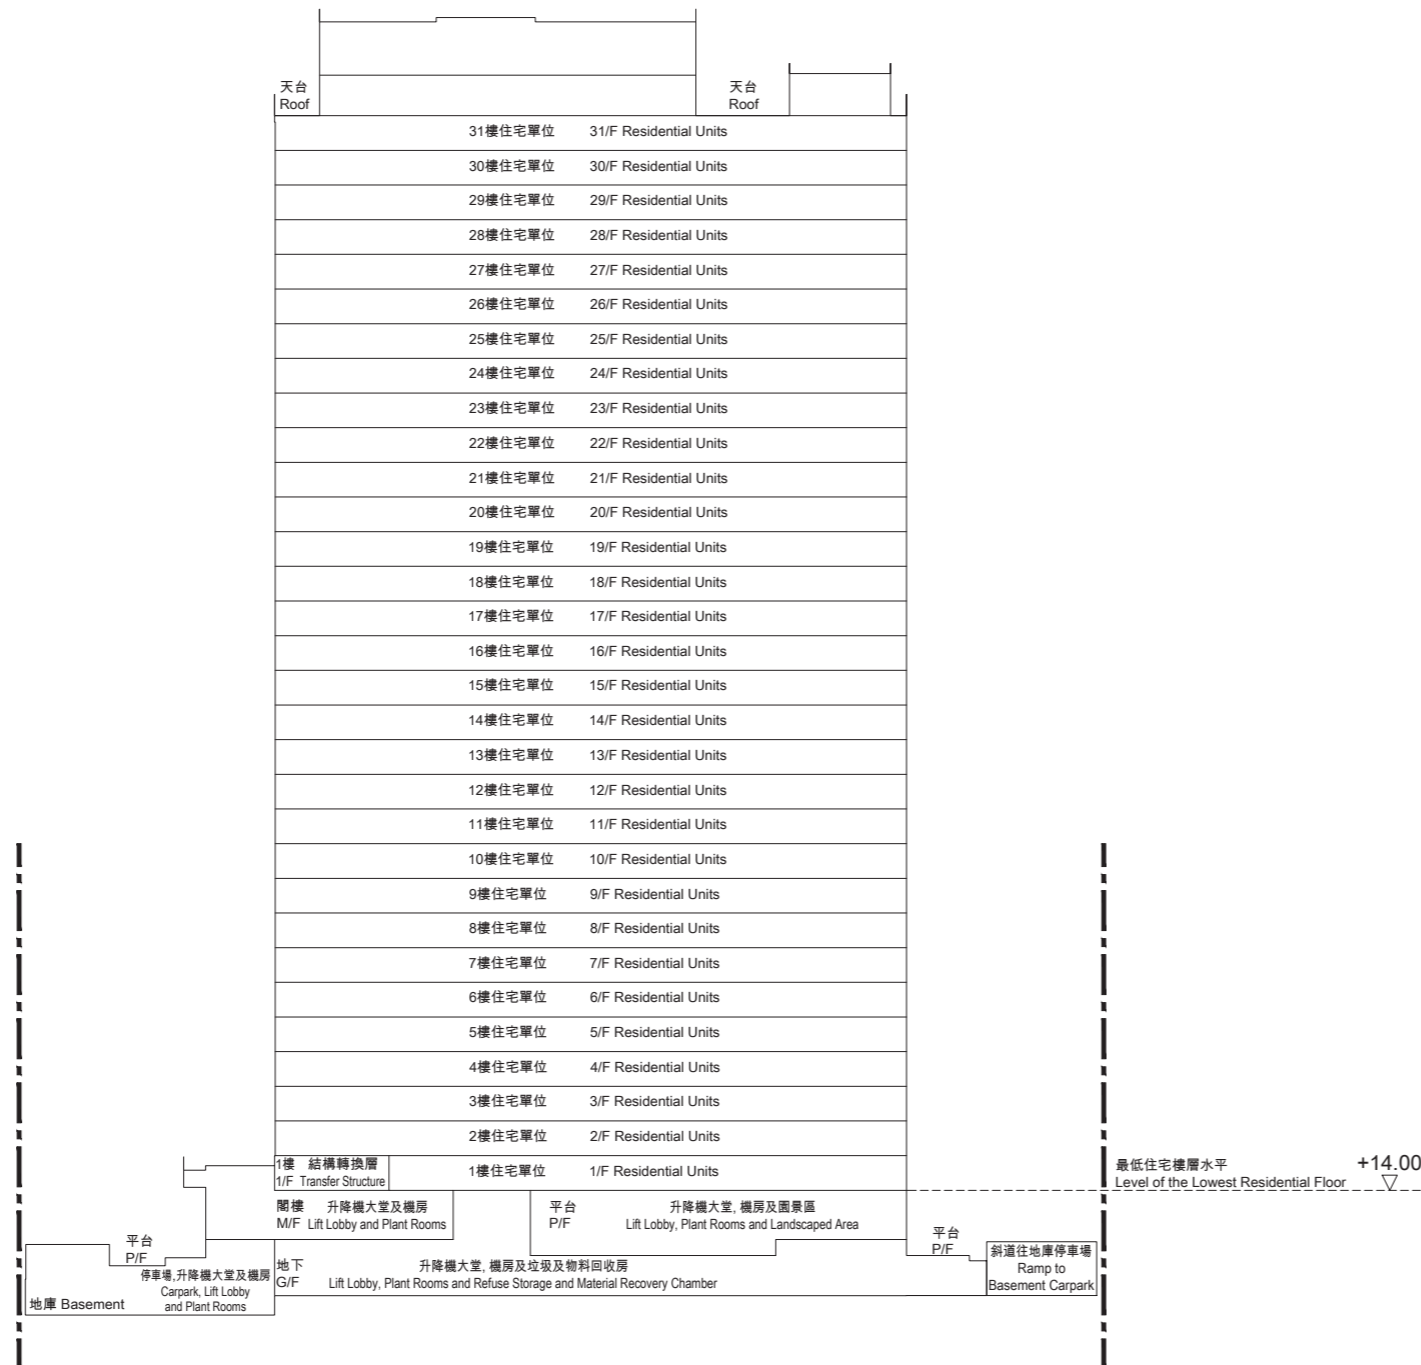 天台
Roof
天台
Roof
31樓住宅單位 31/F Residential Units
30樓住宅單位 30/F Residential Units
29樓住宅單位 29/F Residential Units
28樓住宅單位 28/F Residential Units
27樓住宅單位 27/F Residential Units
26樓住宅單位 26/F Residential Units
25樓住宅單位 25/F Residential Units
24樓住宅單位 24/F Residential Units
23樓住宅單位 23/F Residential Units
22樓住宅單位 22/F Residential Units
21樓住宅單位 21/F Residential Units
20樓住宅單位 20/F Residential Units
19樓住宅單位 19/F Residential Units
18樓住宅單位 18/F Residential Units
17樓住宅單位 17/F Residential Units
16樓住宅單位 16/F Residential Units
15樓住宅單位 15/F Residential Units
14樓住宅單位 14/F Residential Units
13樓住宅單位 13/F Residential Units
12樓住宅單位 12/F Residential Units
11樓住宅單位 11/F Residential Units
10樓住宅單位 10/F Residential Units
9樓住宅單位 9/F Residential Units
8樓住宅單位 8/F Residential Units
7樓住宅單位 7/F Residential Units
6樓住宅單位 6/F Residential Units
5樓住宅單位 5/F Residential Units
4樓住宅單位 4/F Residential Units
3樓住宅單位 3/F Residential Units
2樓住宅單位 2/F Residential Units
1樓 結構轉換層
1/F Transfer Structure
1樓住宅單位 1/F Residential Units
最低住宅樓層水平
Level of the Lowest Residential Floor
+14.00
閣樓 升降機大堂及機房
M/F Lift Lobby and Plant Rooms
平台
P/F
升降機大堂, 機房及園景區
Lift Lobby, Plant Rooms and Landscaped Area
平台
P/F
平台
P/F
地下
G/F
升降機大堂, 機房及垃圾及物料回收房
Lift Lobby, Plant Rooms and Refuse Storage and Material Recovery Chamber
斜道往地庫停車場
Ramp to
Basement Carpark
地庫 Basement
停車場,升降機大堂及機房
Carpark, Lift Lobby
and Plant Rooms